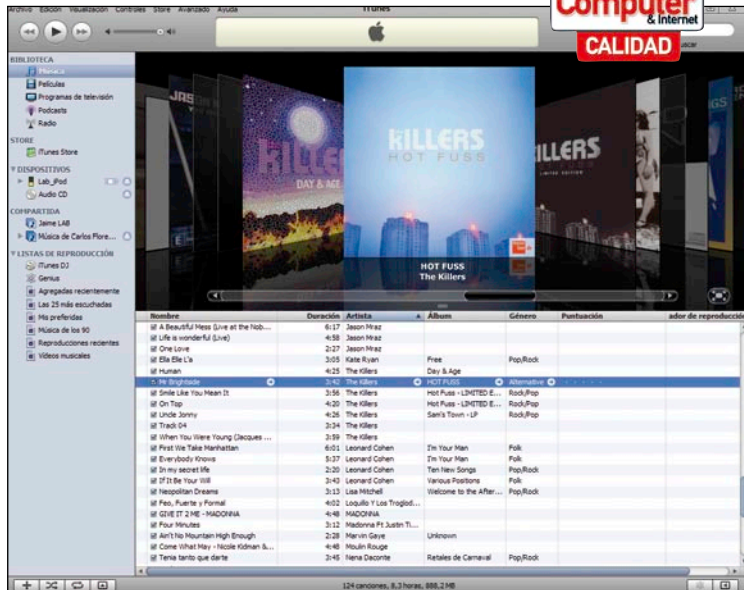 Archivo Edición Visualización Controles Store Avanzado Ayuda
iTunes
Computer
& Internet
CALIDAD
BIBLIOTECA
Música
Películas
Programas de televisión
Podcasts
Radio
STORE
iTunes Store
DISPOSITIVOS
Lab_iPod
Audio CD
COMPARTIDA
Jaime LAB
Música de Carlos Flore...
LISTAS DE REPRODUCCIÓN
iTunes DJ
Genius
Agregadas recientemente
Las 25 más escuchadas
Mis preferidas
Música de los 90
Reproducciones recientes
Vídeos musicales
JASON
KILLERS
DAY & AGE
THE KILLERS
HOT FUSS
KILLERS
LIMITED EDITION
HOT FUSS
The Killers
Nombre Duración Artista Álbum Género Puntuación ador de reproducción
A Beautiful Mess (Live at the Nob... 6:17 Jason Mraz
Life is wonderful (Live) 4:58 Jason Mraz
One Love 2:27 Jason Mraz
Ella Elle L'a 3:05 Kate Ryan Free Pop/Rock
Human 4:25 The Killers Day & Age
Mr Brightside 3:42 The Killers HOT FUSS Alternative
Smile Like You Mean It 3:56 The Killers Hot Fuss - LIMITED E... Rock/Pop
On Top 4:20 The Killers Hot Fuss - LIMITED E... Rock/Pop
Uncle Jonny 4:26 The Killers Sam's Town - LP Rock/Pop
Track 04 3:34 The Killers
When You Were Young (Jacques ... 3:59 The Killers
First We Take Manhattan 6:01 Leonard Cohen I'm Your Man Folk
Everybody Knows 5:37 Leonard Cohen I'm Your Man Folk
In my secret life 2:20 Leonard Cohen Ten New Songs Pop/Rock
If It Be Your Will 3:43 Leonard Cohen Various Positions Folk
Neopolitan Dreams 3:13 Lisa Mitchell Welcome to the After... Pop/Rock
Feo, Fuerte y Formal 4:02 Loquillo Y Los Troglod...
GIVE IT 2 ME - MADONNA 4:48 MADONNA
Four Minutes 3:12 Madonna Ft Justin Ti...
Ain't No Mountain High Enough 2:28 Marvin Gaye Unknown
Come What May - Nicole Kidman &... 4:48 Moulin Rouge
Tenia tanto que darte 3:45 Nena Daconte Retales de Carnaval Pop/Rock
124 canciones, 8.3 horas, 888.2 MB